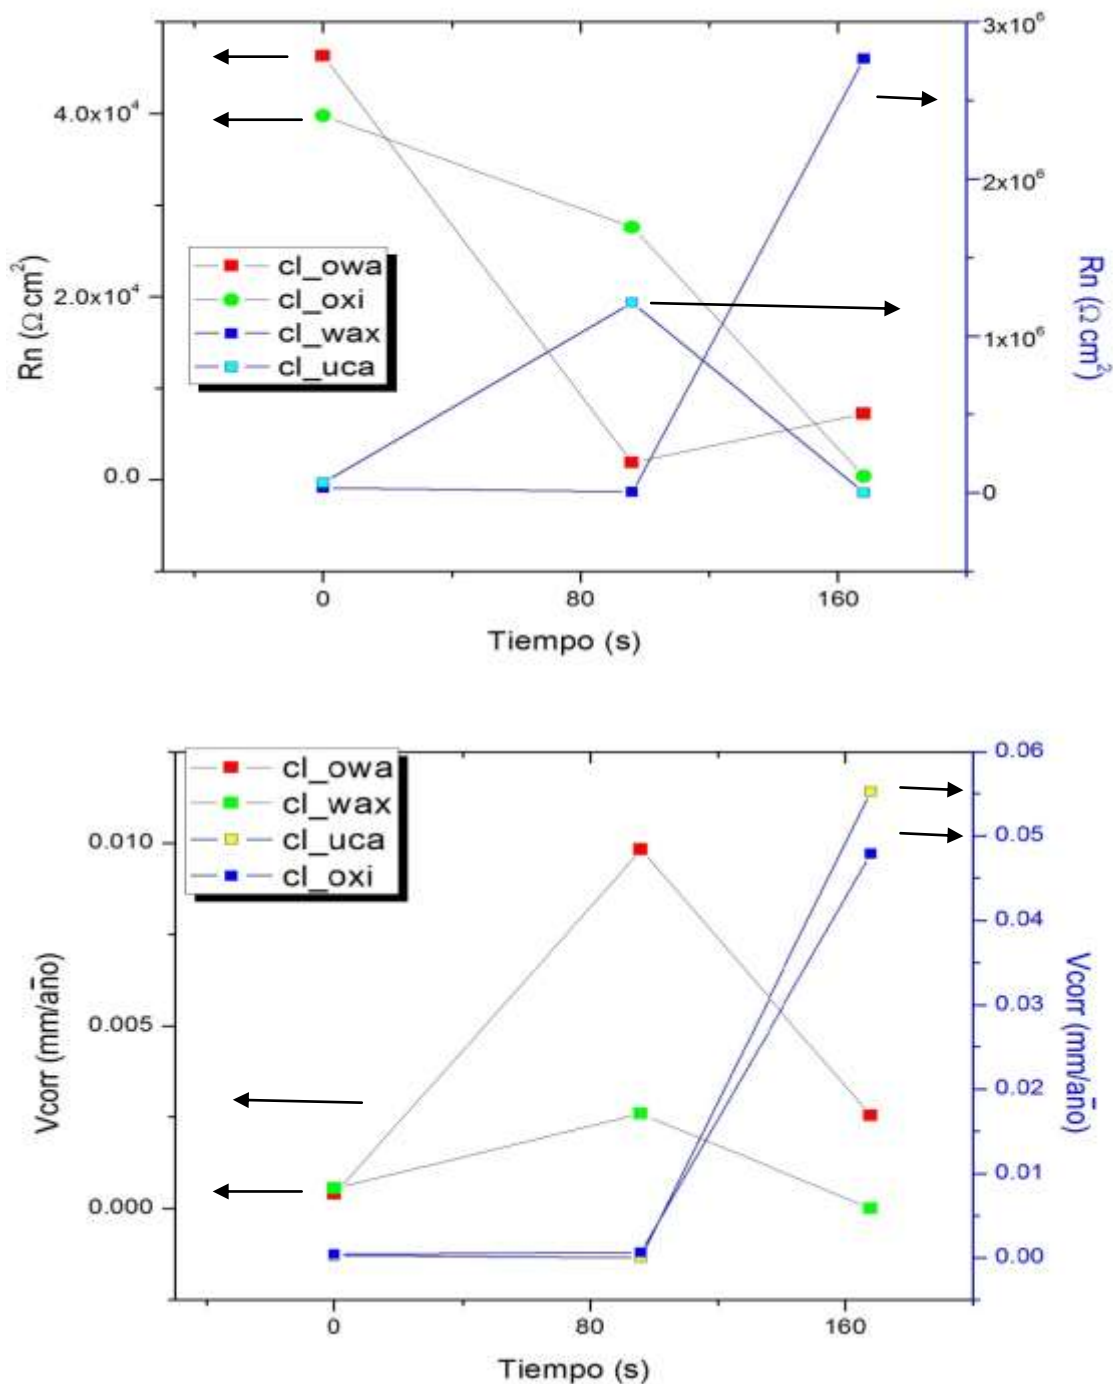 3x10⁶
4.0x10⁴
2x10⁶
cl_owa
cl_oxi
cl_wax
cl_uca
2.0x10⁴
1x10⁶
0.0
0
Rn (Ω cm²)
Rn (Ω cm²)
0
80
160
Tiempo (s)
cl_owa
cl_wax
cl_uca
cl_oxi
0.06
0.010
0.05
0.04
0.005
0.03
0.02
0.01
0.000
0.00
Vcorr (mm/año)
Vcorr (mm/año)
0
80
160
Tiempo (s)